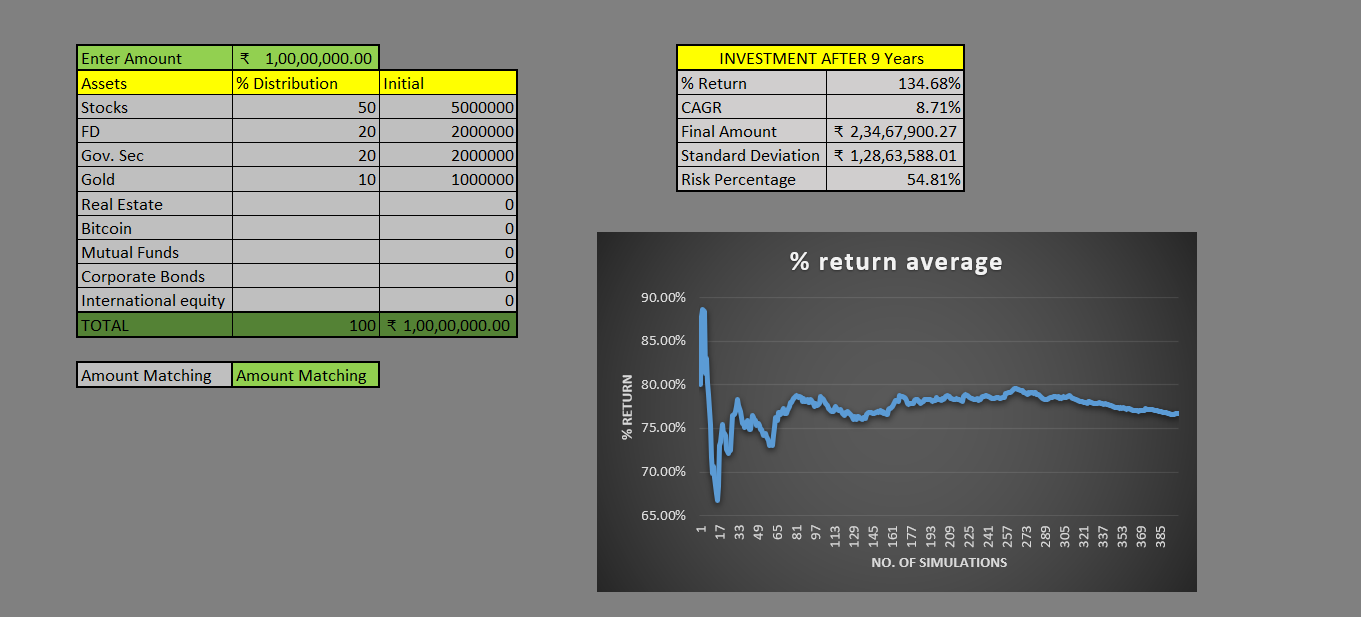 Enter Amount ₹ 1,00,00,000.00
Assets % Distribution Initial
Stocks 50 5000000
FD 20 2000000
Gov. Sec 20 2000000
Gold 10 1000000
Real Estate 0
Bitcoin 0
Mutual Funds 0
Corporate Bonds 0
International equity 0
TOTAL 100 ₹ 1,00,00,000.00
Amount Matching Amount Matching
INVESTMENT AFTER 9 Years
% Return 134.68%
CAGR 8.71%
Final Amount ₹ 2,34,67,900.27
Standard Deviation ₹ 1,28,63,588.01
Risk Percentage 54.81%
% return average
90.00%
85.00%
80.00%
75.00%
70.00%
65.00%
% RETURN
1 17 33 49 65 81 97 113 129 145 161 177 193 209 225 241 257 273 289 305 321 337 353 369 385
NO. OF SIMULATIONS